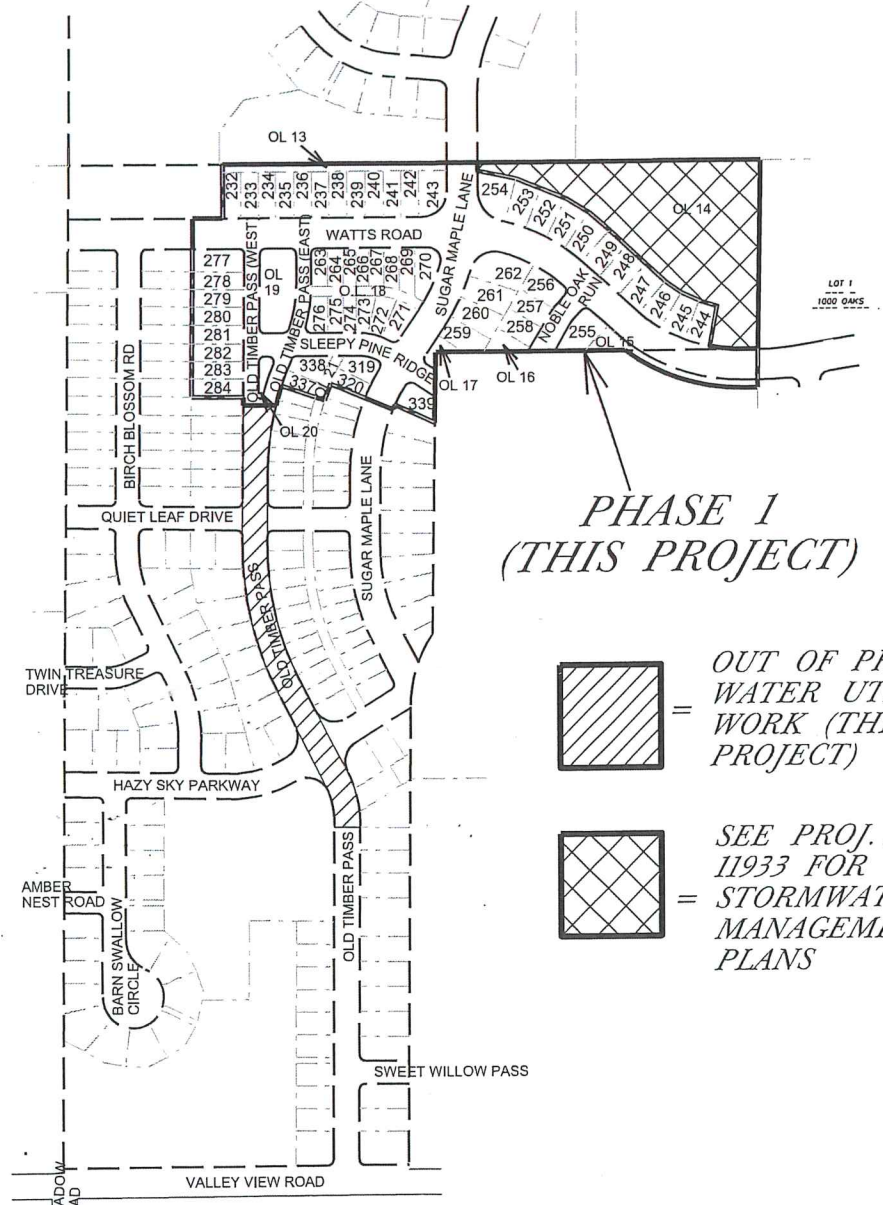 OL 13
232
233
234
235
236
237
238
239
240
241
242
243
254
253
252
251
250
249
248
247
246
245
244
OL 14
LOT 1
1000 OAKS
WATTS ROAD
SUGAR MAPLE LANE
OLD TIMBER PASS (WEST)
OLD TIMBER PASS (EAST)
277
278
279
280
281
282
283
284
OL
19
263
264
265
266
267
268
269
270
OL 18
276
275
274
273
272
271
262
261
260
259
256
257
258
NOBLE OAK
RUN
255
OL 15
OL 16
OL 17
SLEEPY PINE RIDGE
338
337
OL 21
319
320
339
OL 20
BIRCH BLOSSOM RD
QUIET LEAF DRIVE
SUGAR MAPLE LANE
OLD TIMBER PASS
PHASE 1
(THIS PROJECT)
TWIN TREASURE
DRIVE
HAZY SKY PARKWAY
=
OUT OF
WATER
WORK
PROJECT)
=
SEE PROJ.
11933 FOR
PLANS
AMBER
NEST ROAD
BARN SWALLOW
CIRCLE
OLD TIMBER PASS
SWEET WILLOW PASS
VALLEY VIEW ROAD